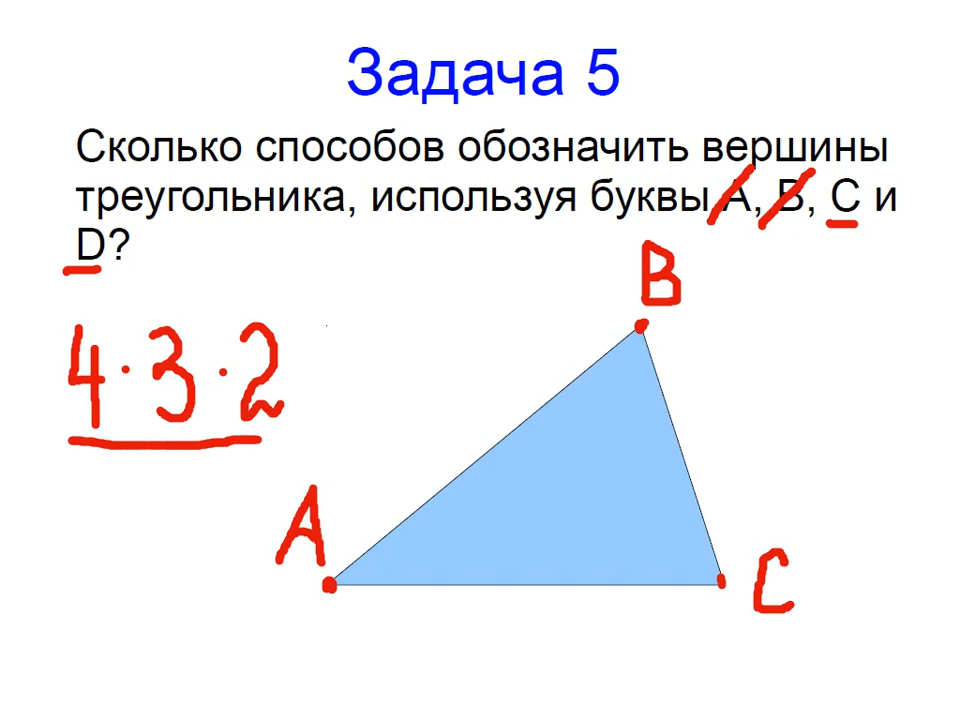 Задача 5
Сколько способов обозначить вершины
треугольника, используя буквы A, B, C и
D?
B
4·3·2
A
C